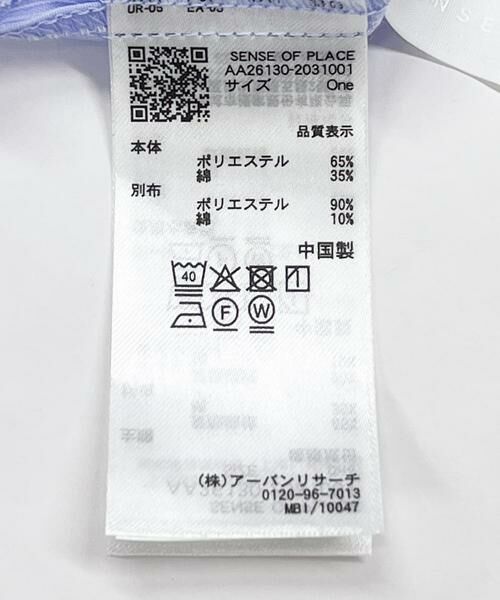 SENSE OF PLACE
AA26130-2031001
サイズ One
品質表示
本体
ポリエステル 65%
綿 35%
別布
ポリエステル 90%
綿 10%
中国製
40
F W
(株)アーバンリサーチ
0120-96-7013
MBI/10047